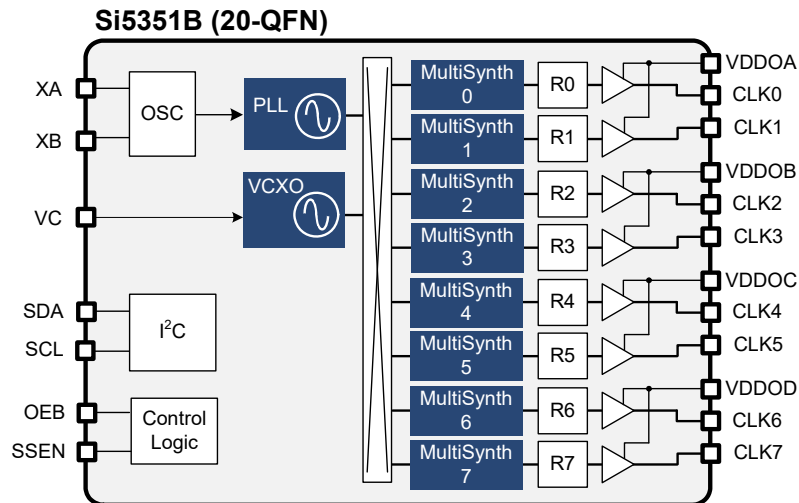 Si5351B (20-QFN)
XA
XB
VC
SDA
SCL
OEB
SSEN
OSC
PLL
VCXO
I²C
Control
Logic
MultiSynth
0
MultiSynth
1
MultiSynth
2
MultiSynth
3
MultiSynth
4
MultiSynth
5
MultiSynth
6
MultiSynth
7
R0
R1
R2
R3
R4
R5
R6
R7
VDDOA
CLK0
CLK1
VDDOB
CLK2
CLK3
VDDOC
CLK4
CLK5
VDDOD
CLK6
CLK7